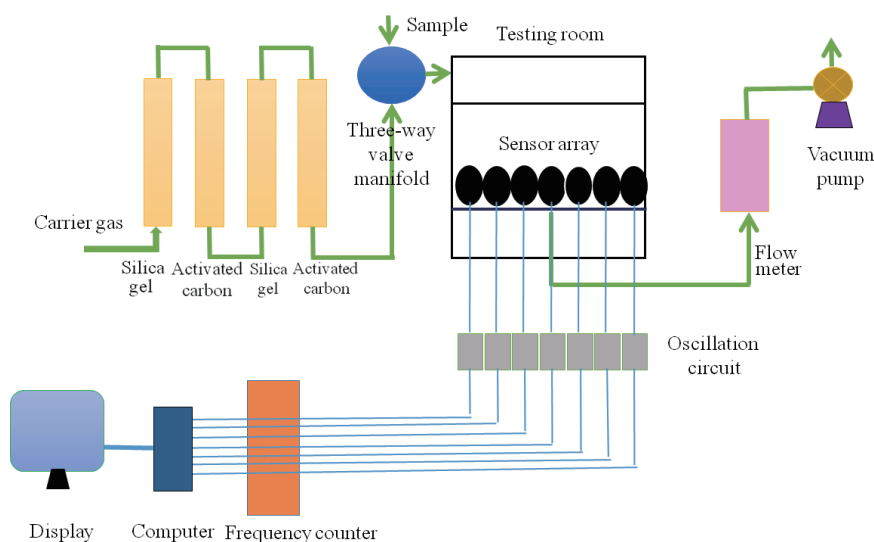 Sample
Testing room
Three-way
valve
manifold
Sensor array
Vacuum
pump
Carrier gas
Silica
gel
Activated
carbon
Silica
gel
Activated
carbon
Flow
meter
Oscillation
circuit
Display
Computer
Frequency counter